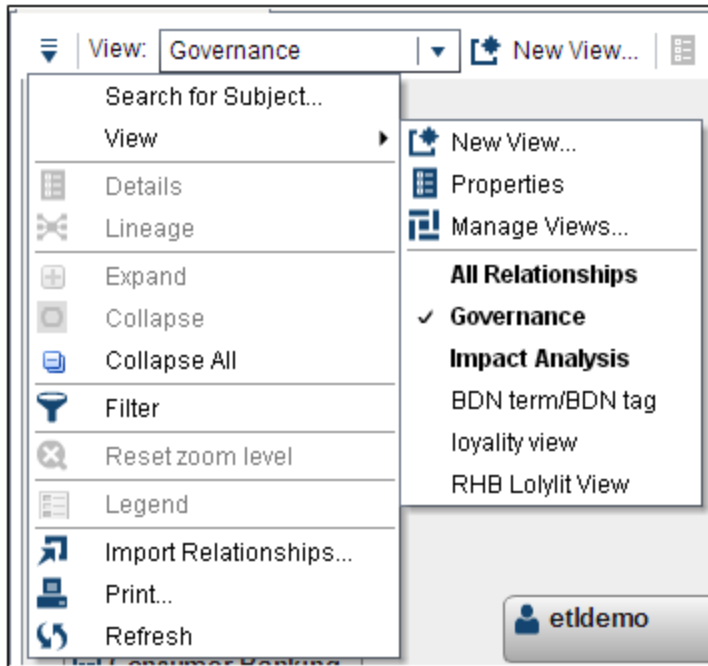 View: Governance New View...
Search for Subject...
View
Details
Lineage
Expand
Collapse
Collapse All
Filter
Reset zoom level
Legend
Import Relationships...
Print...
Refresh
New View...
Properties
Manage Views...
All Relationships
Governance
Impact Analysis
BDN term/BDN tag
loyality view
RHB Lolylit View
etldemo
Consumer Banking